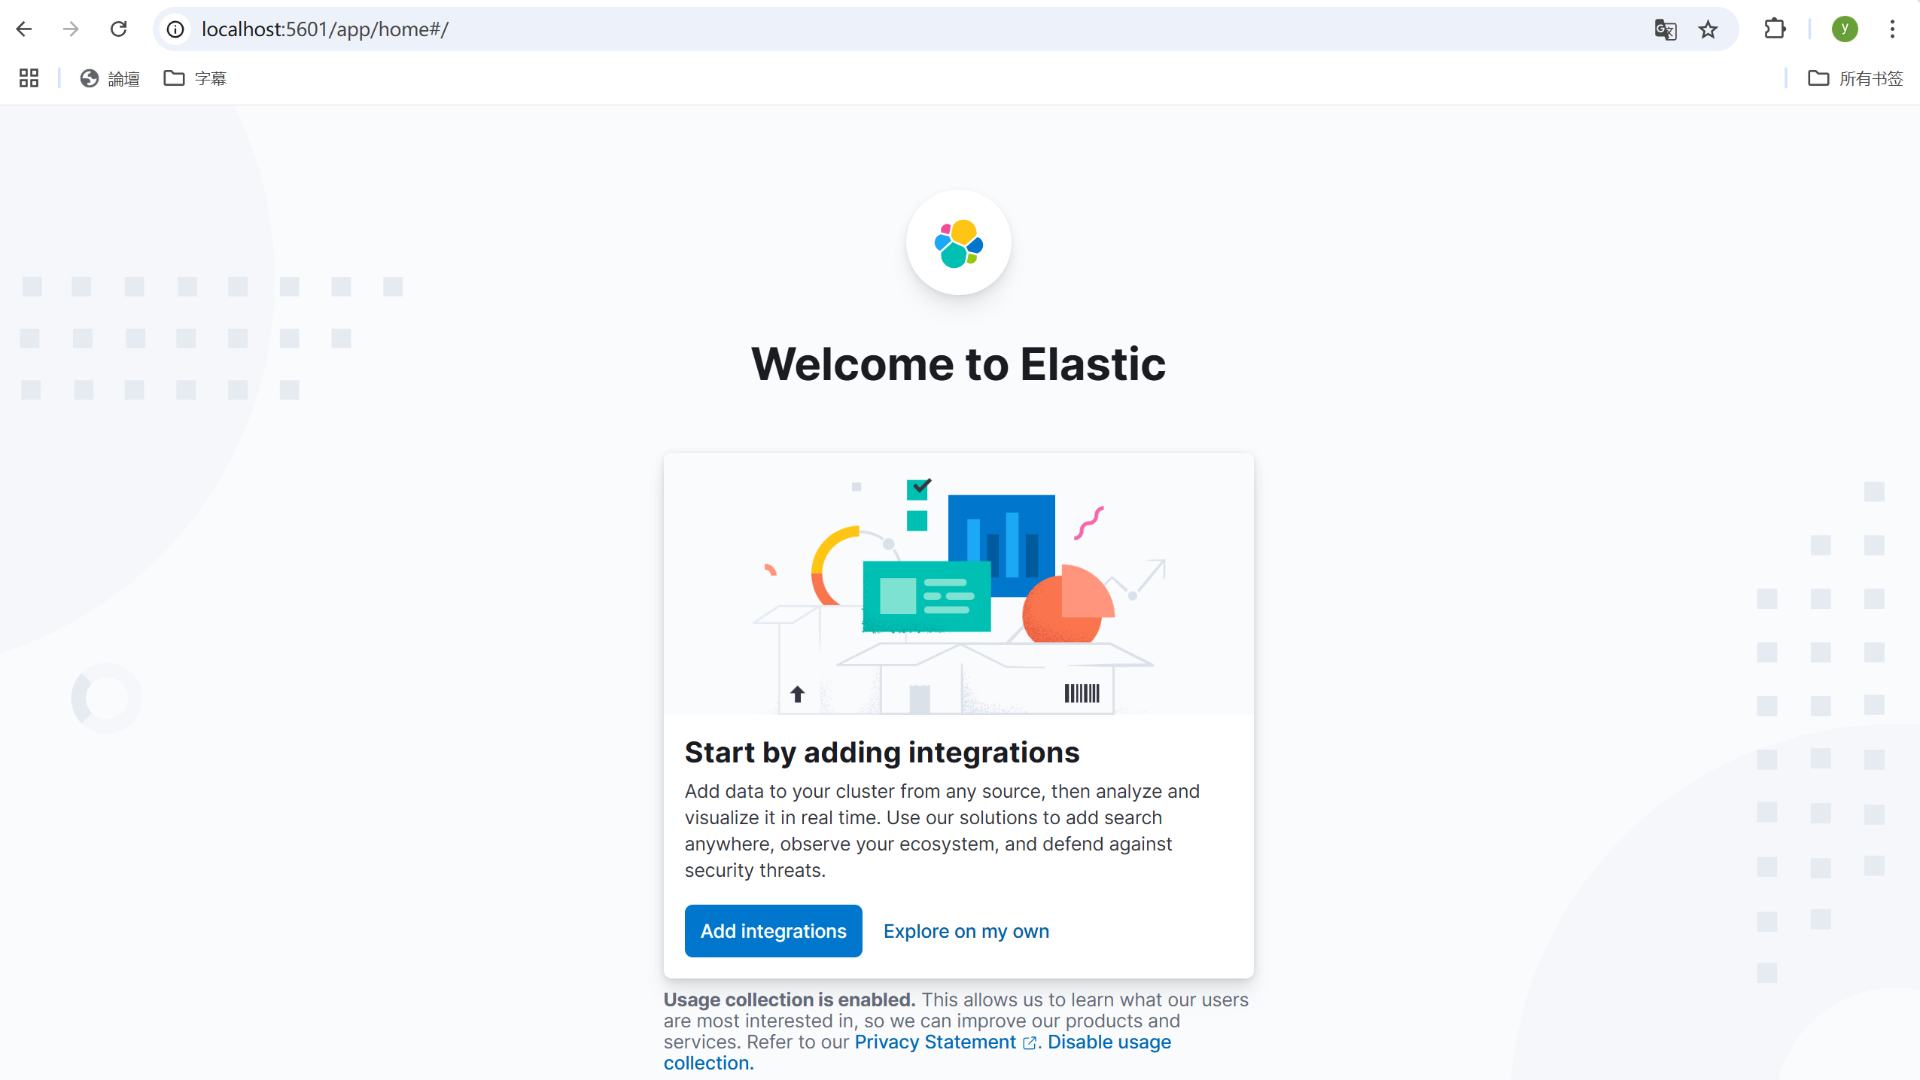 localhost:5601/app/home#/
y
論壇
字幕
所有书签
Welcome to Elastic
Start by adding integrations
Add data to your cluster from any source, then analyze and
visualize it in real time. Use our solutions to add search
anywhere, observe your ecosystem, and defend against
security threats.
Add integrations
Explore on my own
Usage collection is enabled. This allows us to learn what our users
are most interested in, so we can improve our products and
services. Refer to our Privacy Statement. Disable usage
collection.